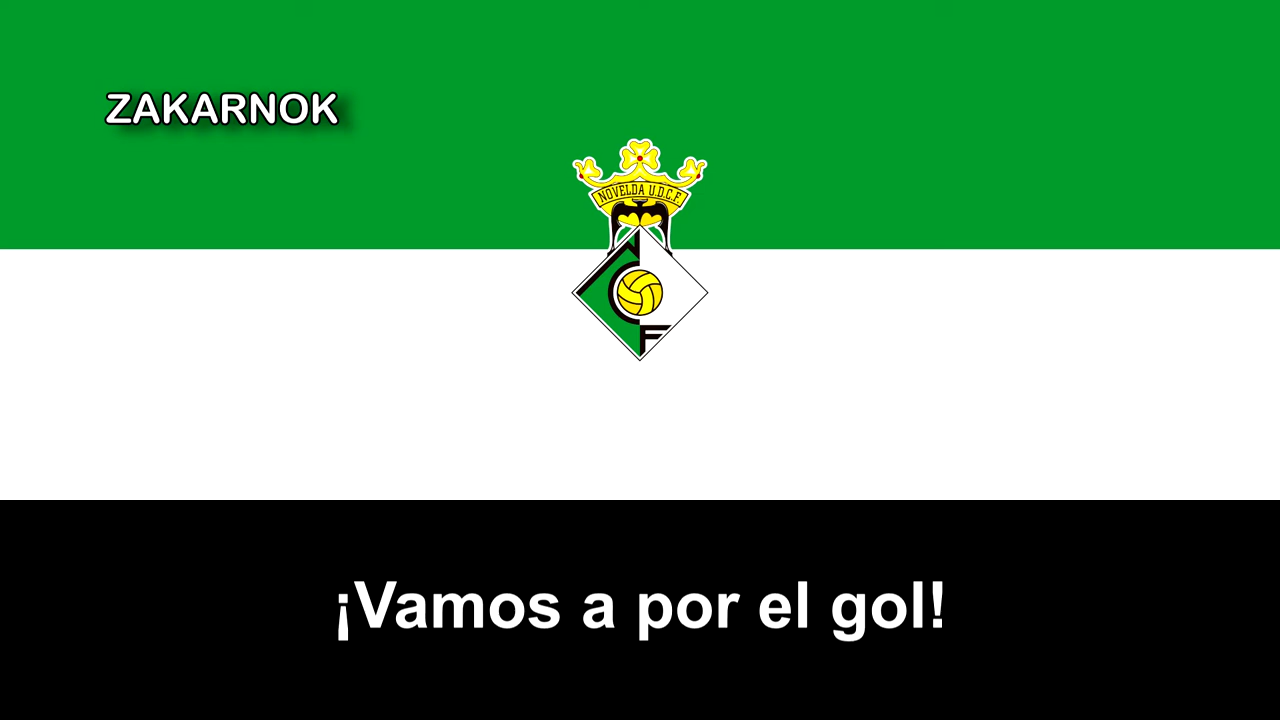 ZAKARNOK
NOVELDA U.D.C.F.
N
C
F
¡Vamos a por el gol!